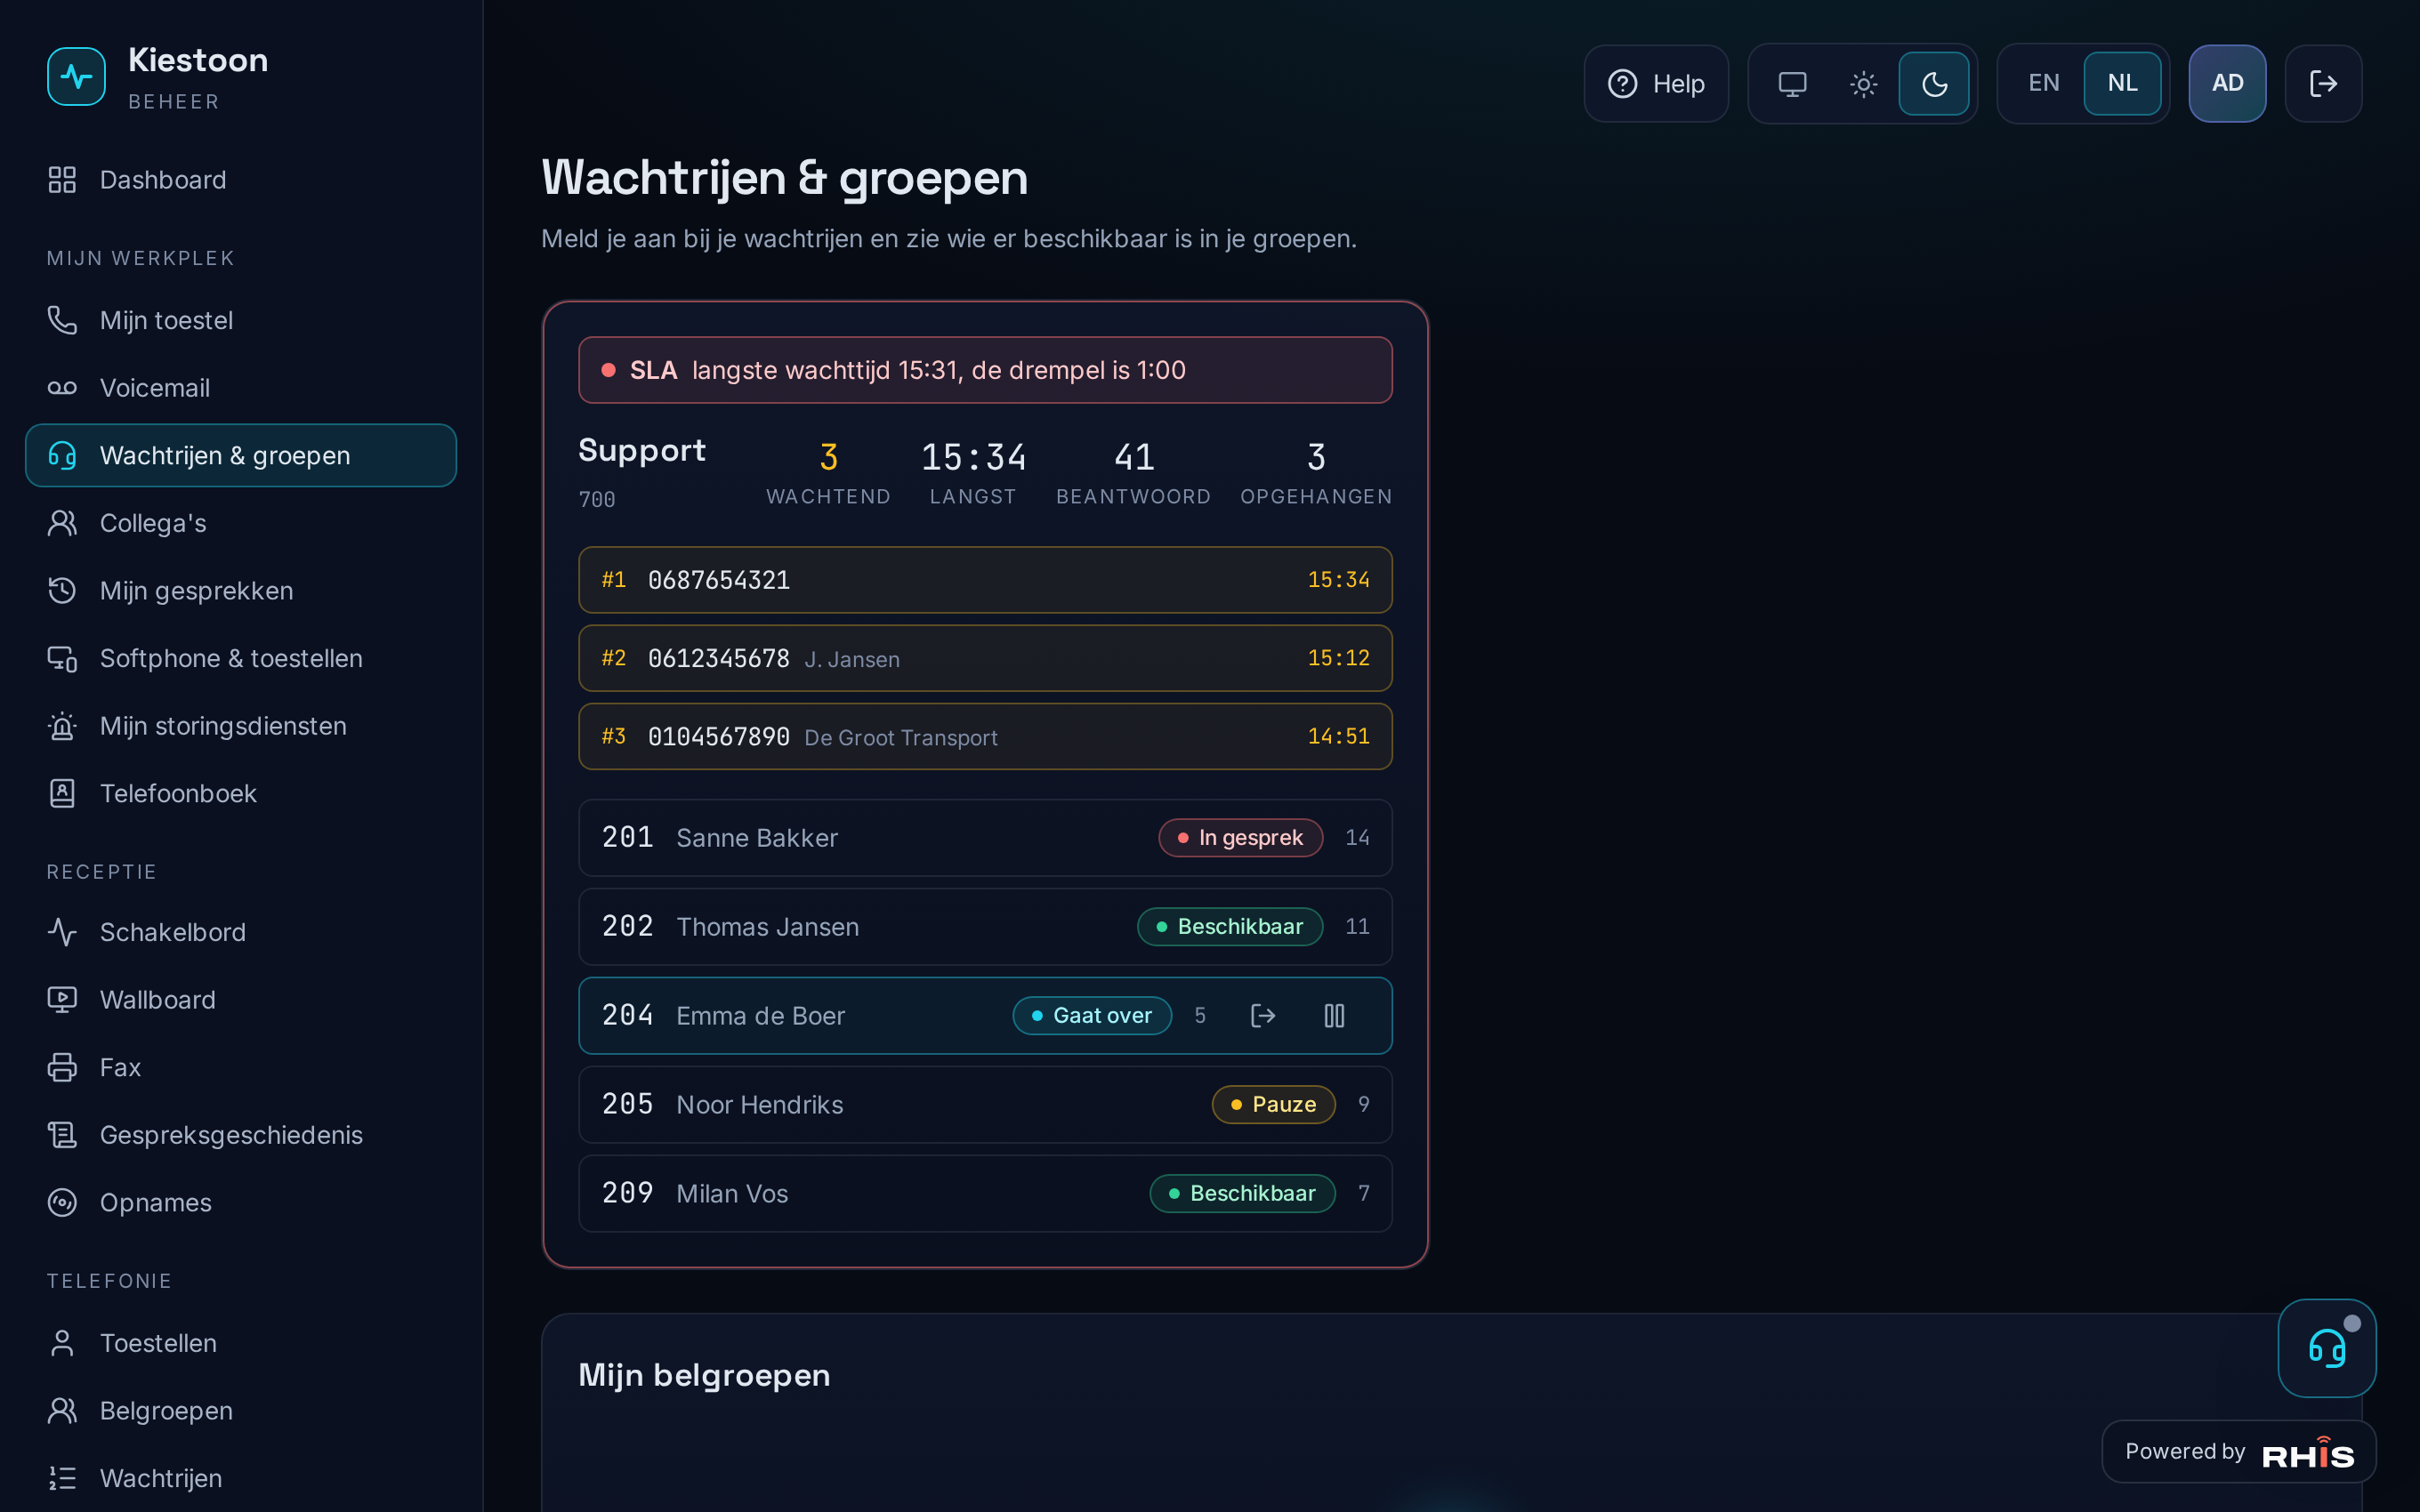 Kiestoon
BEHEER
Dashboard
MIJN WERKPLEK
Mijn toestel
Voicemail
Wachtrijen & groepen
Collega's
Mijn gesprekken
Softphone & toestellen
Mijn storingsdiensten
Telefoonboek
RECEPTIE
Schakelbord
Wallboard
Fax
Gespreksgeschiedenis
Opnames
TELEFONIE
Toestellen
Belgroepen
Wachtrijen
Help
EN NL
AD
Wachtrijen & groepen
Meld je aan bij je wachtrijen en zie wie er beschikbaar is in je groepen.
SLA langste wachttijd 15:31, de drempel is 1:00
Support 3 15:34 41 3
700 WACHTEND LANGST BEANTWOORD OPGEHANGEN
#1 0687654321 15:34
#2 0612345678 J. Jansen 15:12
#3 0104567890 De Groot Transport 14:51
201 Sanne Bakker In gesprek 14
202 Thomas Jansen Beschikbaar 11
204 Emma de Boer Gaat over 5
205 Noor Hendriks Pauze 9
209 Milan Vos Beschikbaar 7
Mijn belgroepen
Powered by RHiS